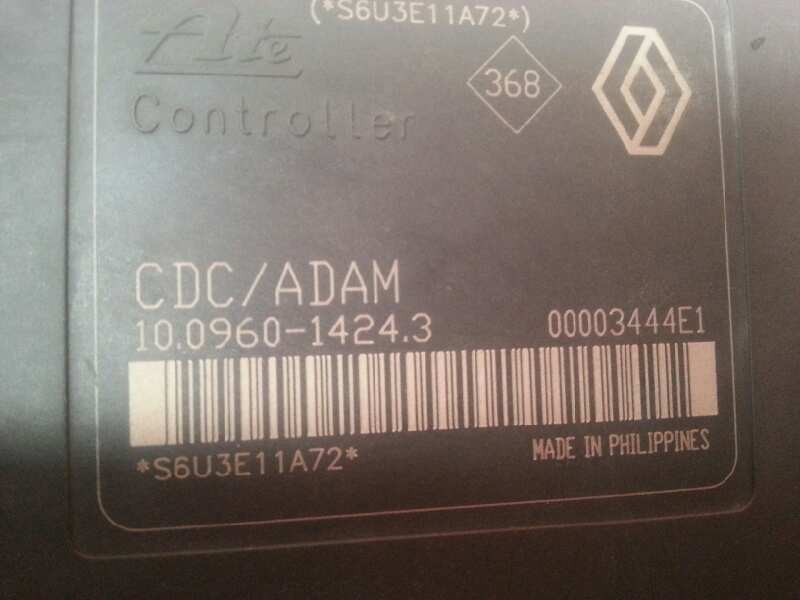 (*S6U3E11A72*)
Ate
368
Controller
CDC/ADAM
10.0960-1424.3
00003444E1
*S6U3E11A72*
MADE IN PHILIPPINES